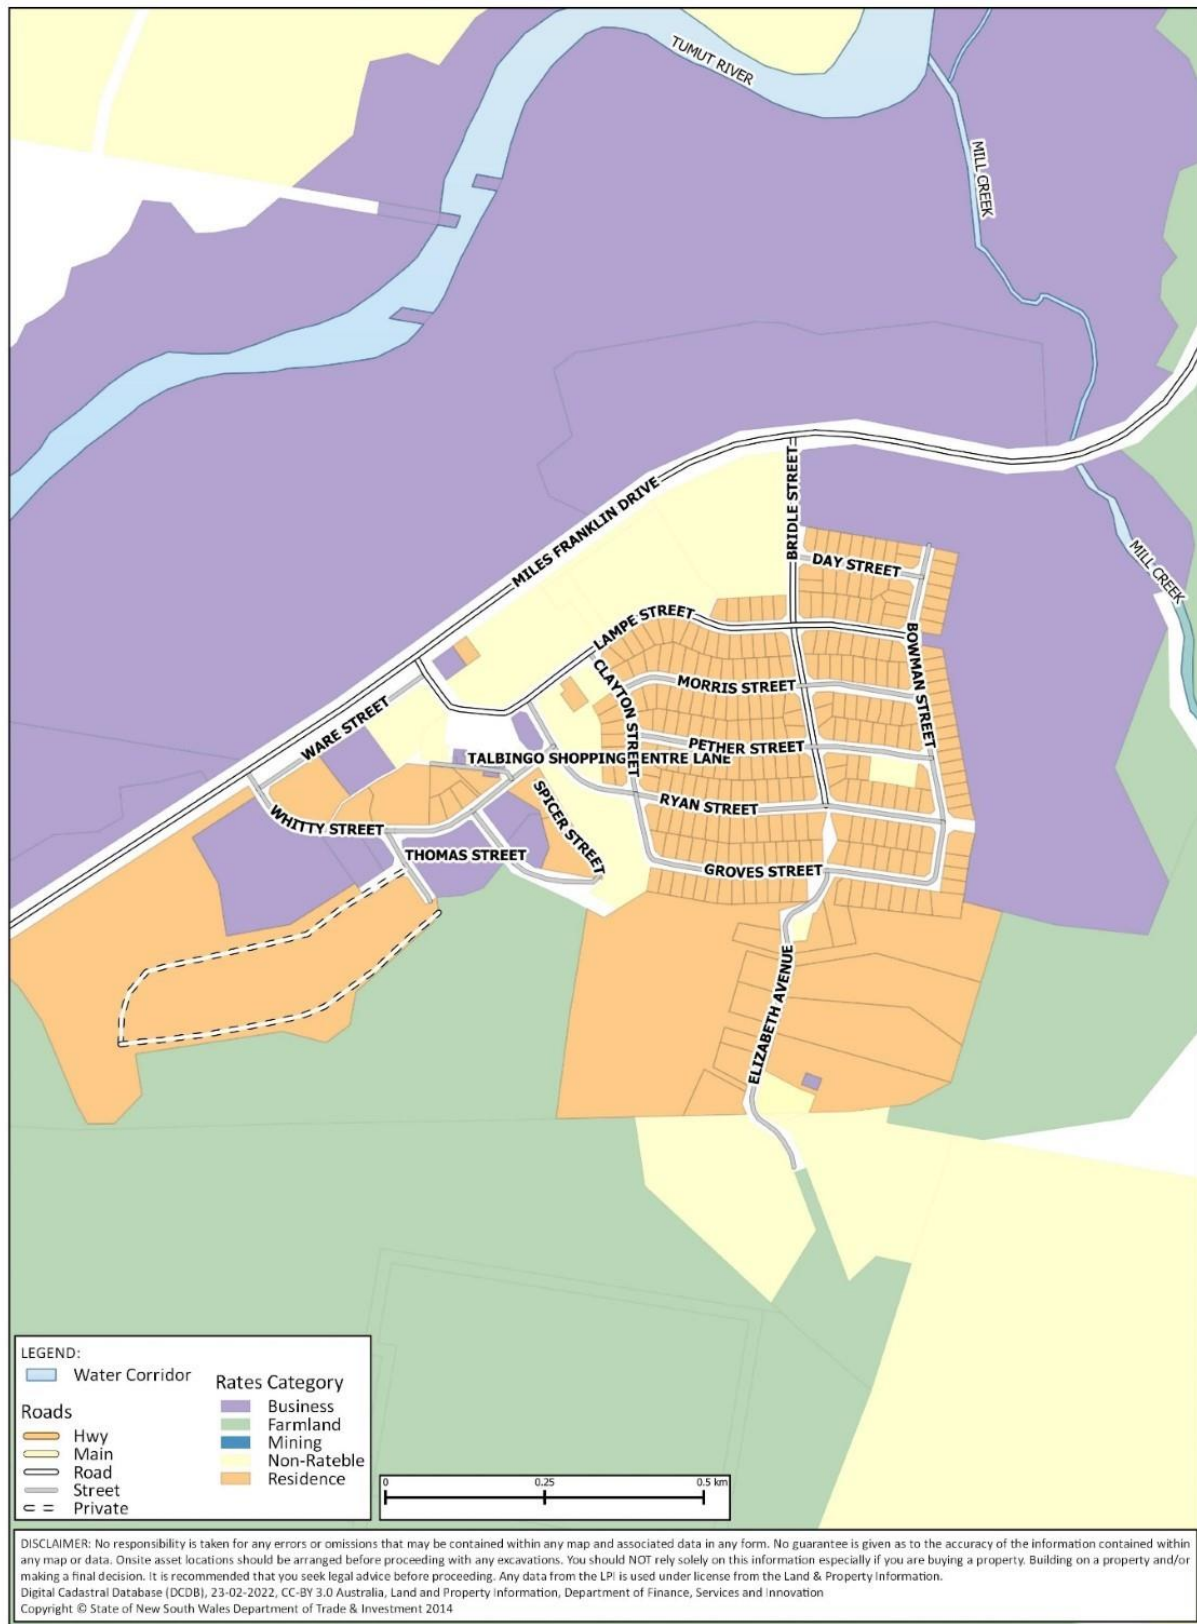 TUMUT RIVER
MILL CREEK
MILES FRANKLIN DRIVE
BRIDLE STREET
DAY STREET
MILL CREEK
LAMPE STREET
BOWMAN STREET
CLAYTON STREET
MORRIS STREET
WARE STREET
PETHER STREET
TALBINGO SHOPPING ENTRE LANE
SPICER STREET
RYAN STREET
WHITTY STREET
THOMAS STREET
GROVES STREET
ELIZABETH AVENUE
LEGEND:
Water Corridor
Roads
Hwy
Main
Road
Street
Private
Rates Category
Business
Farmland
Mining
Non-Rateble
Residence
0 0.25 0.5 km
DISCLAIMER: No responsibility is taken for any errors or omissions that may be contained within any map and associated data in any form. No guarantee is given as to the accuracy of the information contained within
any map or data. Onsite asset locations should be arranged before proceeding with any excavations. You should NOT rely solely on this information especially if you are buying a property. Building on a property and/or
making a final decision. It is recommended that you seek legal advice before proceeding. Any data from the LPI is used under license from the Land & Property Information.
Digital Cadastral Database (DCDB), 23-02-2022, CC-BY 3.0 Australia, Land and Property Information, Department of Finance, Services and Innovation
Copyright © State of New South Wales Department of Trade & Investment 2014